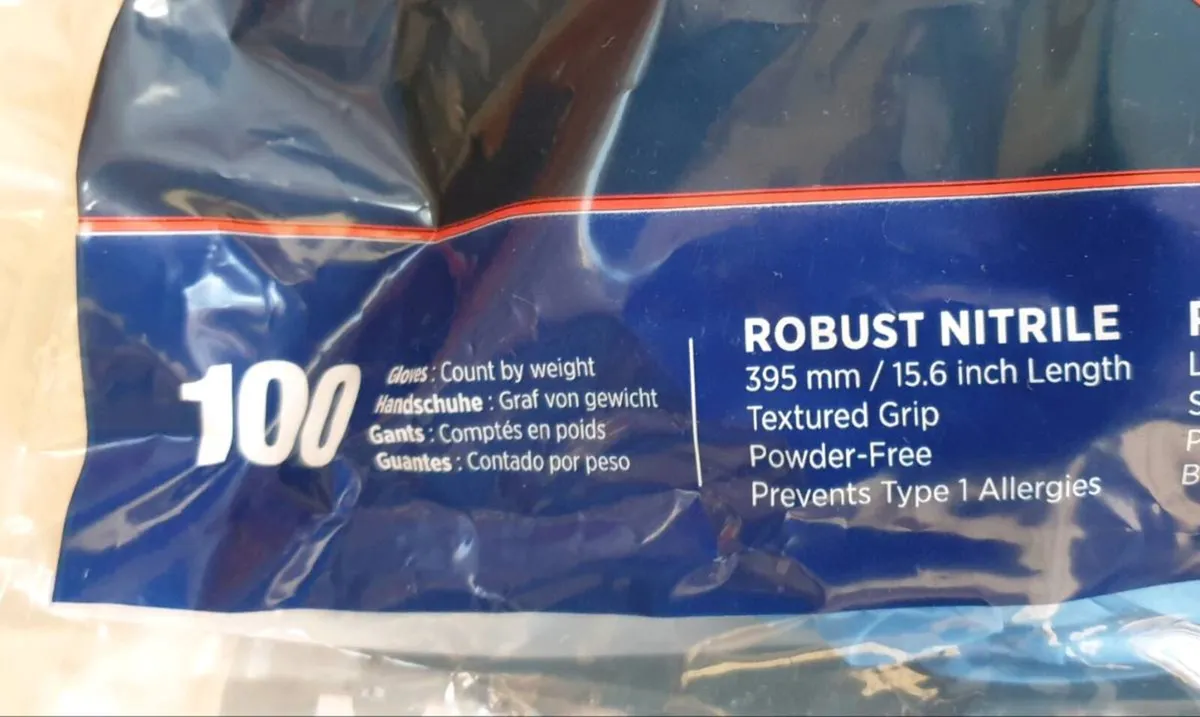 100
Gloves : Count by weight
Handschuhe : Graf von gewicht
Gants : Comptés en poids
Guantes : Contado por peso
ROBUST NITRILE
395 mm / 15.6 inch Length
Textured Grip
Powder-Free
Prevents Type 1 Allergies